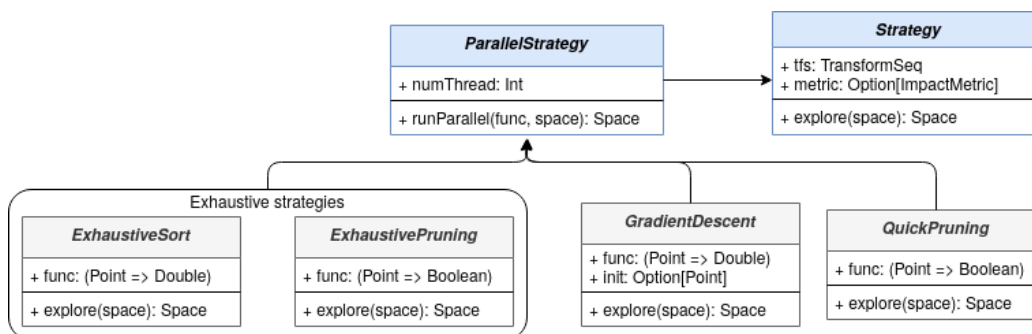 ParallelStrategy
+ numThread: Int
+ runParallel(func, space): Space
Strategy
+ tfs: TransformSeq
+ metric: Option[ImpactMetric]
+ explore(space): Space
Exhaustive strategies
ExhaustiveSort
+ func: (Point => Double)
+ explore(space): Space
ExhaustivePruning
+ func: (Point => Boolean)
+ explore(space): Space
GradientDescent
+ func: (Point => Double)
+ init: Option[Point]
+ explore(space): Space
QuickPruning
+ func: (Point => Boolean)
+ explore(space): Space